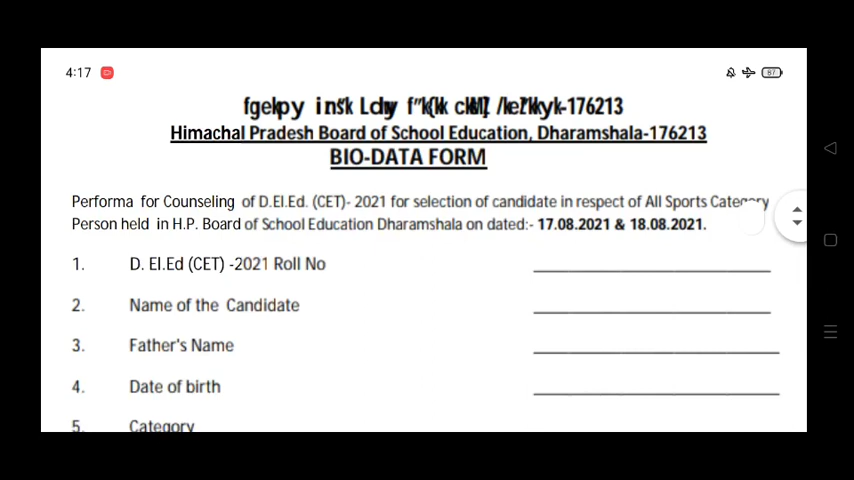 4:17
87
Himachal Pradesh Board of School Education, Dharamshala-176213
BIO-DATA FORM
Performa for Counseling of D.El.Ed. (CET)- 2021 for selection of candidate in respect of All Sports Category
Person held in H.P. Board of School Education Dharamshala on dated:- 17.08.2021 & 18.08.2021.
1. D. El.Ed (CET) -2021 Roll No
2. Name of the Candidate
3. Father's Name
4. Date of birth
5. Category